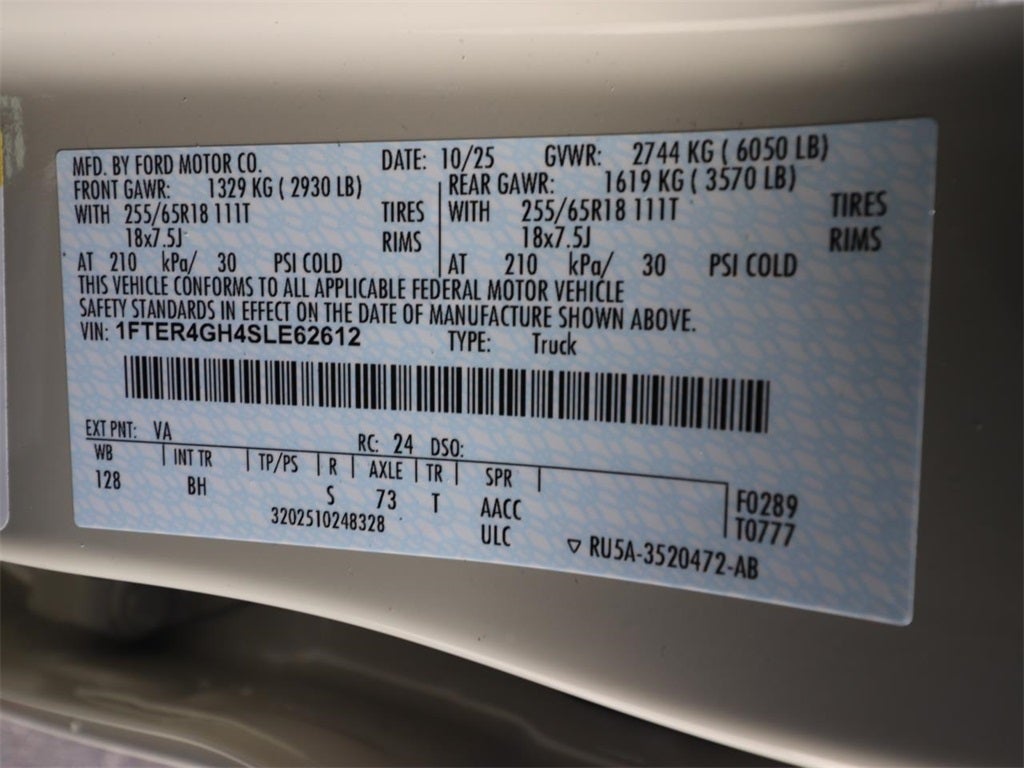 MFD. BY FORD MOTOR CO. DATE: 10/25 GVWR: 2744 KG ( 6050 LB)
FRONT GAWR: 1329 KG ( 2930 LB) REAR GAWR: 1619 KG ( 3570 LB)
WITH 255/65R18 111T TIRES WITH 255/65R18 111T TIRES
18x7.5J RIMS 18x7.5J RIMS
AT 210 kPa/ 30 PSI COLD AT 210 kPa/ 30 PSI COLD
THIS VEHICLE CONFORMS TO ALL APPLICABLE FEDERAL MOTOR VEHICLE
SAFETY STANDARDS IN EFFECT ON THE DATE OF MANUFACTURE SHOWN ABOVE.
VIN: 1FTER4GH4SLE62612 TYPE: Truck
EXT PNT: VA RC: 24 DSO:
WB INT TR TP/PS R AXLE TR SPR
128 BH S 73 T AACC F0289
3202510248328 ULC T0777
RU5A-3520472-AB